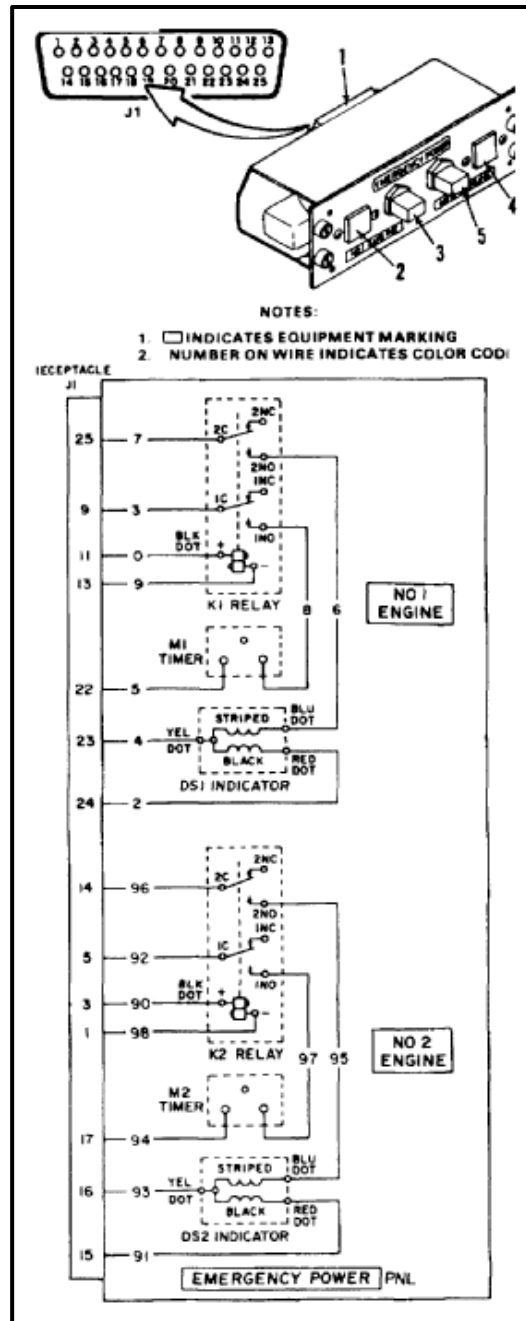 1 2 3 4 5 6 7 8 9 10 11 12 13
14 15 16 17 18 19 20 21 22 23 24 25
J1
1
EMERGENCY POWER
4
5
3
2
NOTES:
1. INDICATES EQUIPMENT MARKING
2. NUMBER ON WIRE INDICATES COLOR CODI
IECEPTACLE
J1
2NC
25 7 2C
2NO
1NC
9 3 1C
1NO
BLK
DOT
11 0 +
13 9 -
K1 RELAY
8 6
NO 1
ENGINE
M1
TIMER
22 5
BLU
DOT
STRIPED
23 4 YEL
DOT
BLACK
RED
DOT
DS1 INDICATOR
24 2
2NC
14 96 2C
2NO
1NC
5 92 1C
1NO
BLK
DOT
3 90 +
1 98 -
K2 RELAY
97 95
NO 2
ENGINE
M2
TIMER
17 94
BLU
DOT
STRIPED
16 93 YEL
DOT
BLACK
RED
DOT
DS2 INDICATOR
15 91
EMERGENCY POWER PNL